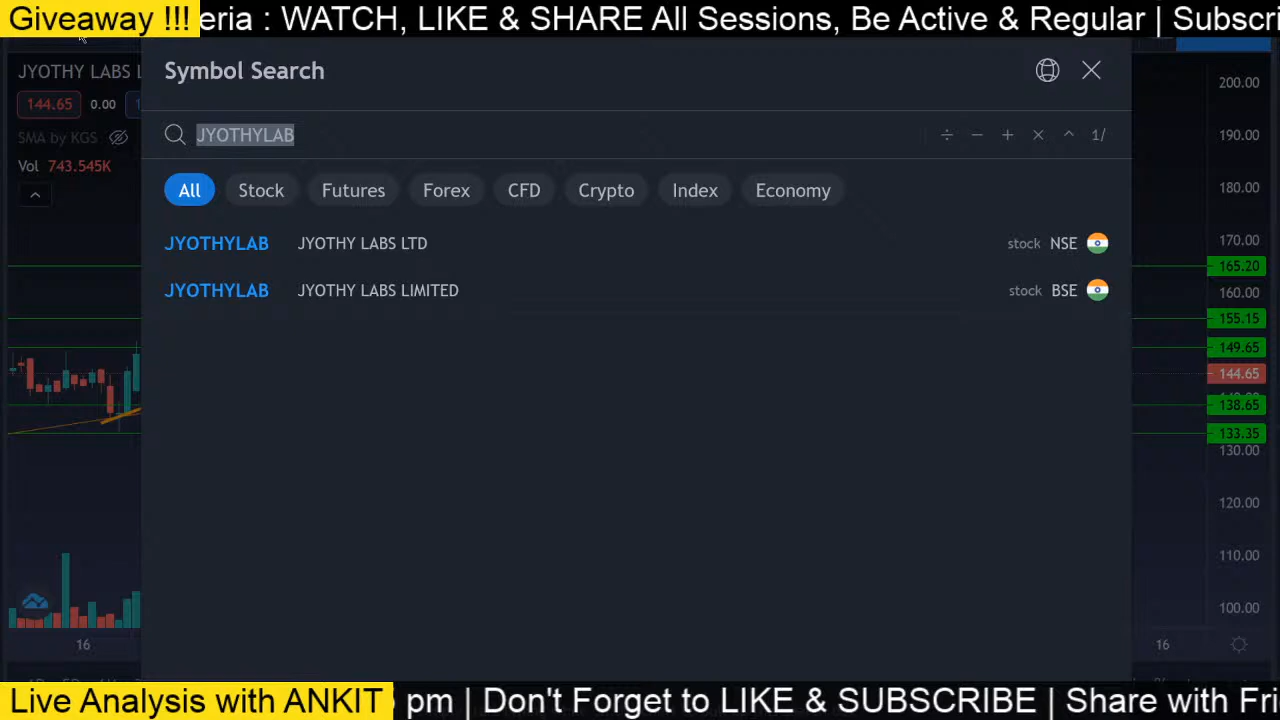 Giveaway !!! eria : WATCH, LIKE & SHARE All Sessions, Be Active & Regular | Subscri
JYOTHY LABS L
144.65 0.00 1
SMA by KGS
Vol 743.545K
Symbol Search
JYOTHYLAB
÷ − + × ^ 1/
All Stock Futures Forex CFD Crypto Index Economy
JYOTHYLAB JYOTHY LABS LTD stock NSE
JYOTHYLAB JYOTHY LABS LIMITED stock BSE
200.00
190.00
180.00
170.00
165.20
160.00
155.15
149.65
144.65
138.65
133.35
130.00
120.00
110.00
100.00
16 16
Live Analysis with ANKIT pm | Don't Forget to LIKE & SUBSCRIBE | Share with Fri